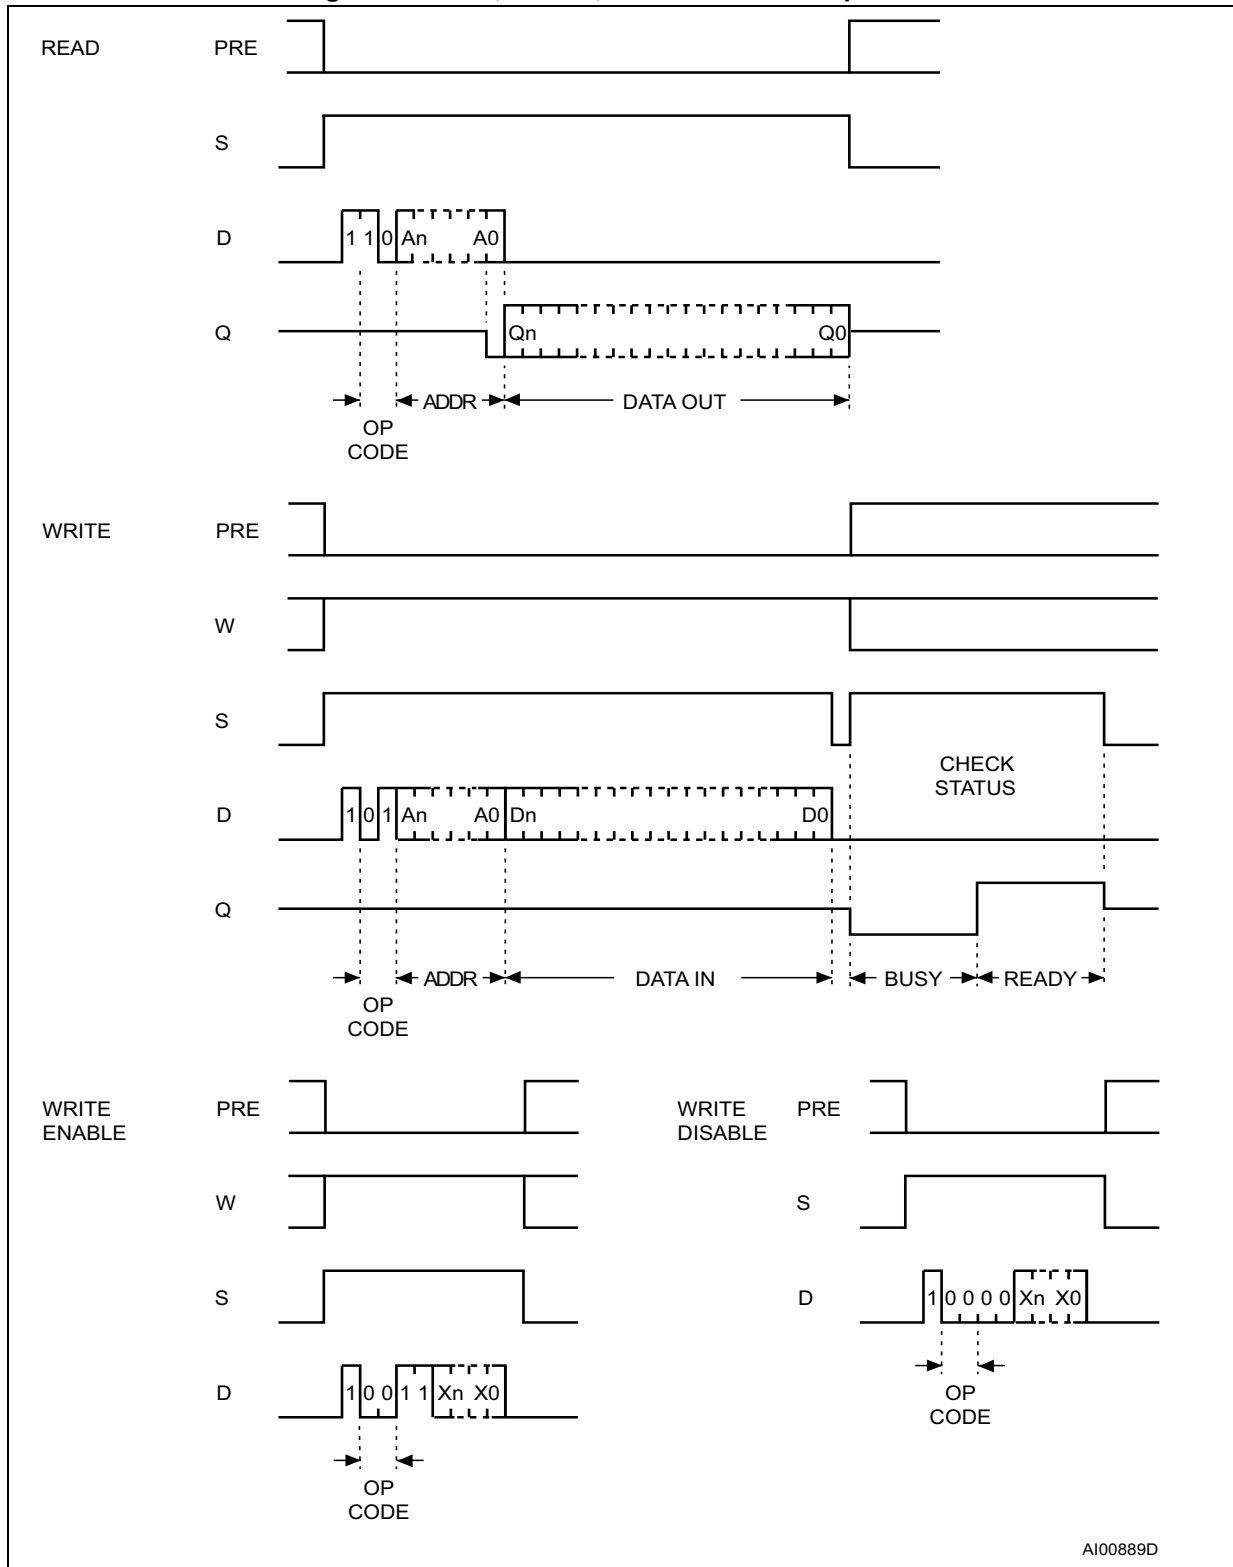 READ PRE
S
D 1 1 0 An A0
Q Qn Q0
ADDR DATA OUT
OP
CODE
WRITE PRE
W
S
CHECK
STATUS
D 1 0 1 An A0 Dn D0
Q
ADDR DATA IN BUSY READY
OP
CODE
WRITE
ENABLE
PRE
W
S
D 1 0 0 1 1 Xn X0
OP
CODE
WRITE
DISABLE
PRE
S
D 1 0 0 0 0 Xn X0
OP
CODE
AI00889D